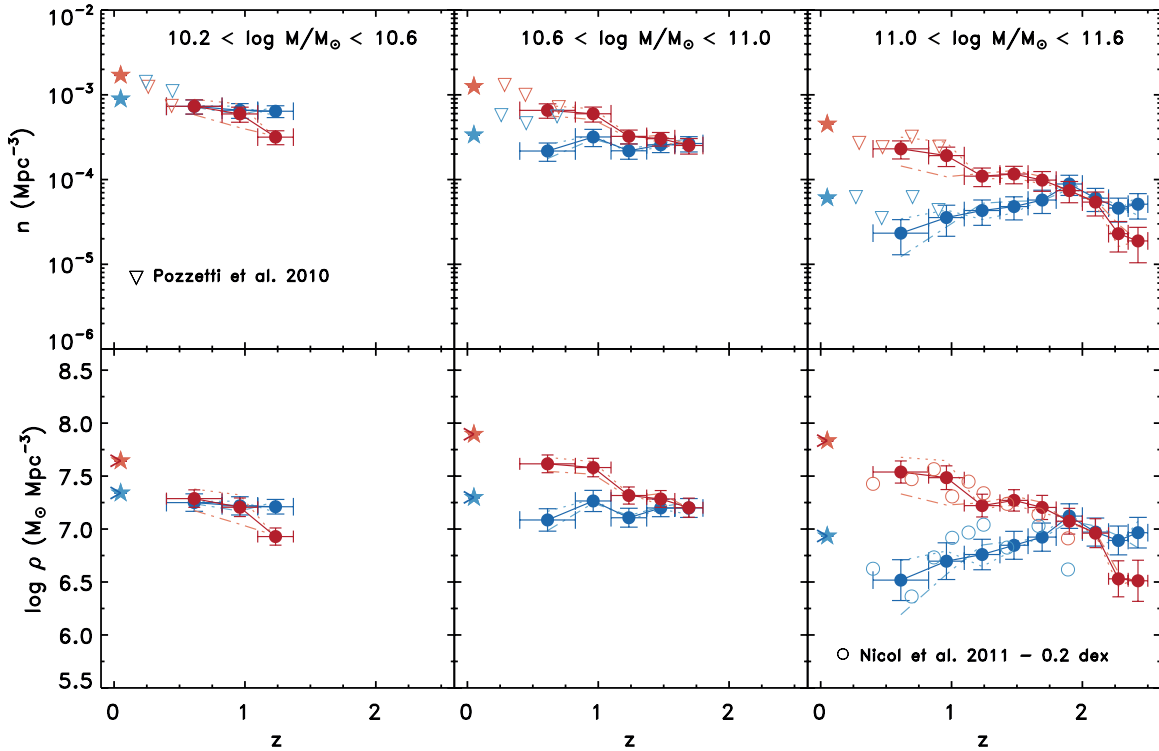 10.2 < log M/M⊙ < 10.6
10.6 < log M/M⊙ < 11.0
11.0 < log M/M⊙ < 11.6
10⁻²
10⁻³
10⁻⁴
10⁻⁵
10⁻⁶
n (Mpc⁻³)
Pozzetti et al. 2010
8.5
8.0
7.5
7.0
6.5
6.0
5.5
log ρ (M⊙ Mpc⁻³)
Nicol et al. 2011 – 0.2 dex
0 1 2
0 1 2
0 1 2
z
z
z